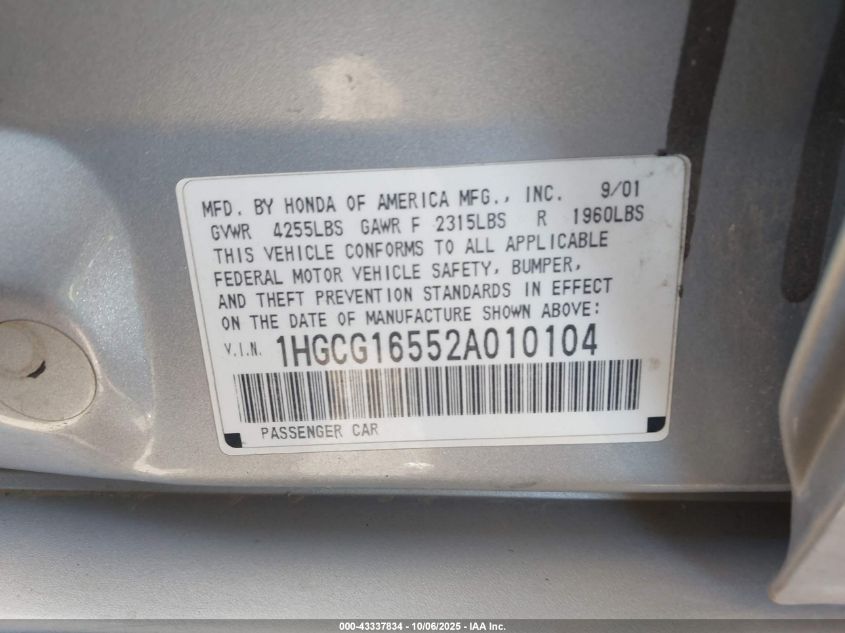 MFD. BY HONDA OF AMERICA MFG., INC. 9/01
GVWR 4255LBS GAWR F 2315LBS R 1960LBS
THIS VEHICLE CONFORMS TO ALL APPLICABLE
FEDERAL MOTOR VEHICLE SAFETY, BUMPER,
AND THEFT PREVENTION STANDARDS IN EFFECT
ON THE DATE OF MANUFACTURE SHOWN ABOVE:
V.I.N. 1HGCG16552A010104
PASSENGER CAR
000-43337834 - 10/06/2025 - IAA Inc.